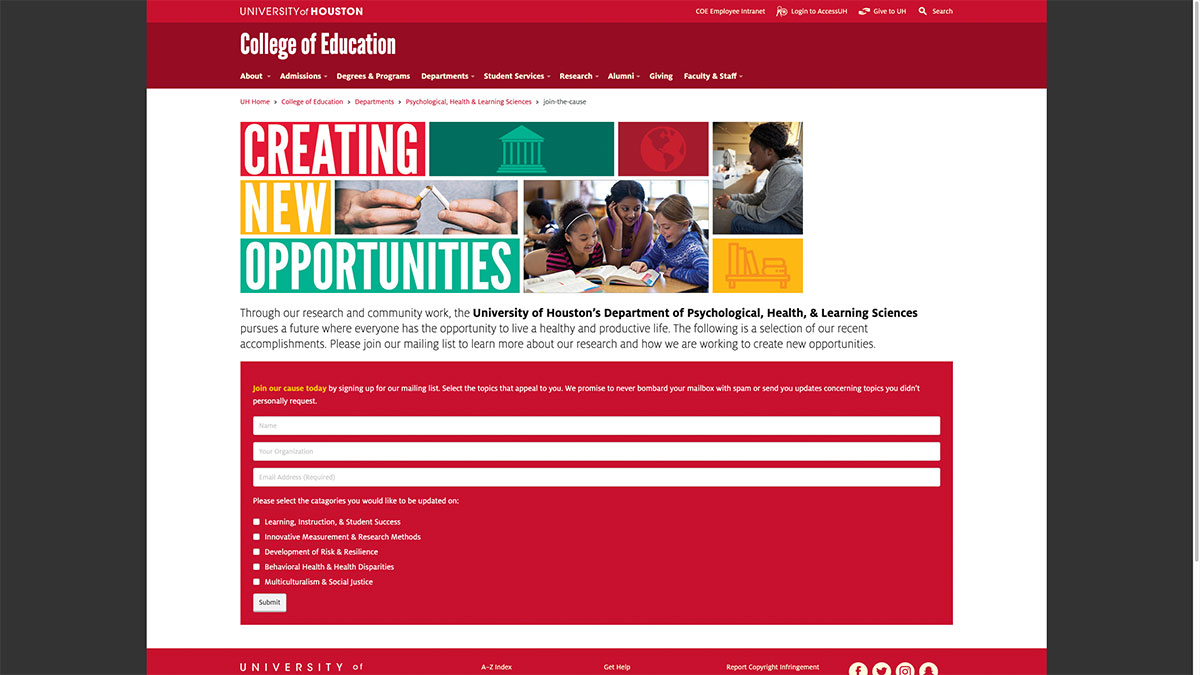 UNIVERSITY of HOUSTON
COE Employee Intranet Login to AccessUH Give to UH Search
College of Education
About Admissions Degrees & Programs Departments Student Services Research Alumni Giving Faculty & Staff
UH Home › College of Education › Departments › Psychological, Health & Learning Sciences › join-the-cause
CREATING
NEW
OPPORTUNITIES
Through our research and community work, the University of Houston's Department of Psychological, Health, & Learning Sciences
pursues a future where everyone has the opportunity to live a healthy and productive life. The following is a selection of our recent
accomplishments. Please join our mailing list to learn more about our research and how we are working to create new opportunities.
Join our cause today by signing up for our mailing list. Select the topics that appeal to you. We promise to never bombard your mailbox with spam or send you updates concerning topics you didn't
personally request.
Name
Your Organization
Email Address (Required)
Please select the catagories you would like to be updated on:
Learning, Instruction, & Student Success
Innovative Measurement & Research Methods
Development of Risk & Resilience
Behavioral Health & Health Disparities
Multiculturalism & Social Justice
Submit
UNIVERSITY of A-Z Index Get Help Report Copyright Infringement